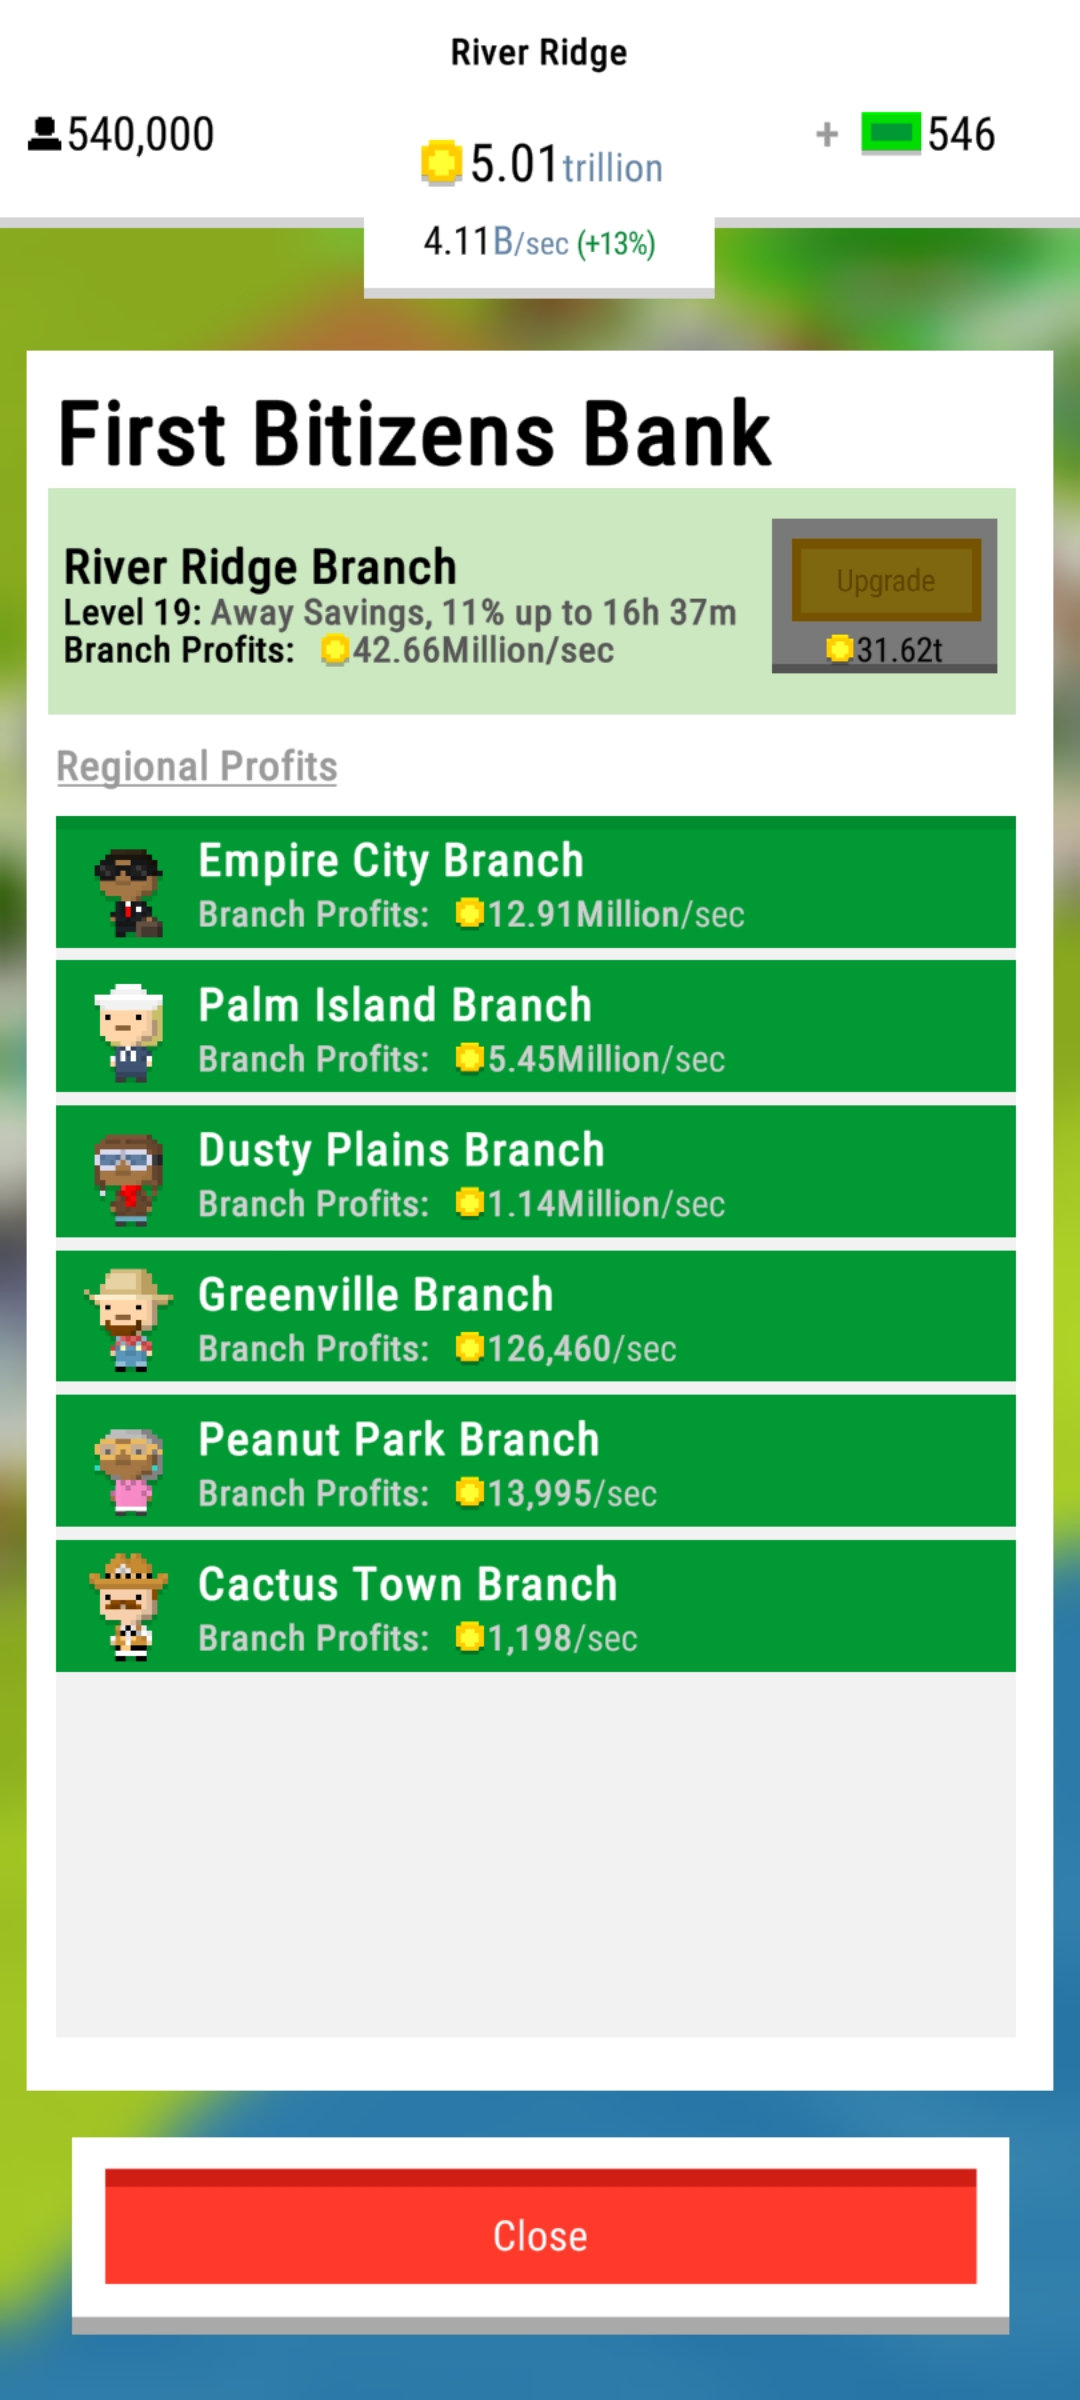 River Ridge
540,000
5.01trillion
+ 546
4.11B/sec (+13%)
First Bitizens Bank
River Ridge Branch
Level 19: Away Savings, 11% up to 16h 37m
Branch Profits: 42.66Million/sec
Upgrade
31.62t
Regional Profits
Empire City Branch
Branch Profits: 12.91Million/sec
Palm Island Branch
Branch Profits: 5.45Million/sec
Dusty Plains Branch
Branch Profits: 1.14Million/sec
Greenville Branch
Branch Profits: 126,460/sec
Peanut Park Branch
Branch Profits: 13,995/sec
Cactus Town Branch
Branch Profits: 1,198/sec
Close